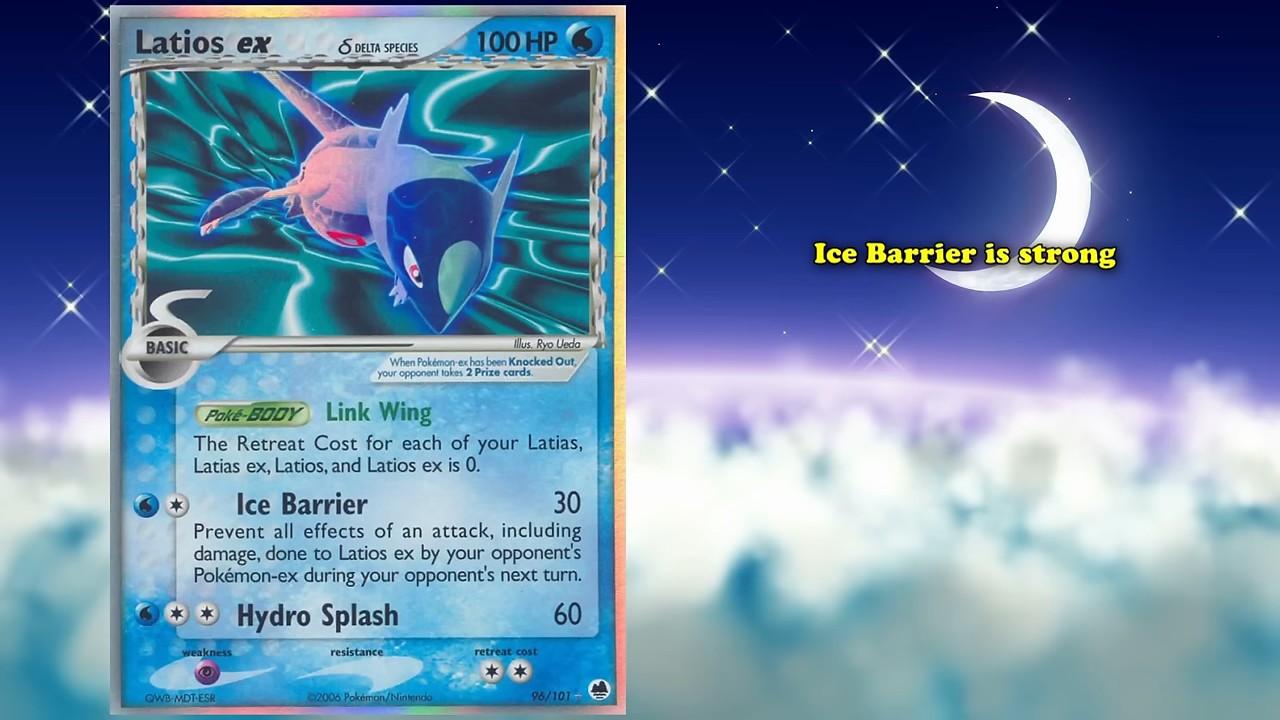 Latios ex
δ DELTA SPECIES
100 HP
BASIC
Illus. Ryo Ueda
When Pokémon-ex has been Knocked Out,
your opponent takes 2 Prize cards.
Poké-BODY Link Wing
The Retreat Cost for each of your Latias,
Latias ex, Latios, and Latios ex is 0.
Ice Barrier 30
Prevent all effects of an attack, including
damage, done to Latios ex by your opponent's
Pokémon-ex during your opponent's next turn.
Hydro Splash 60
weakness resistance retreat cost
QWB-MDT-ESR ©2006 Pokémon/Nintendo 96/101
Ice Barrier is strong